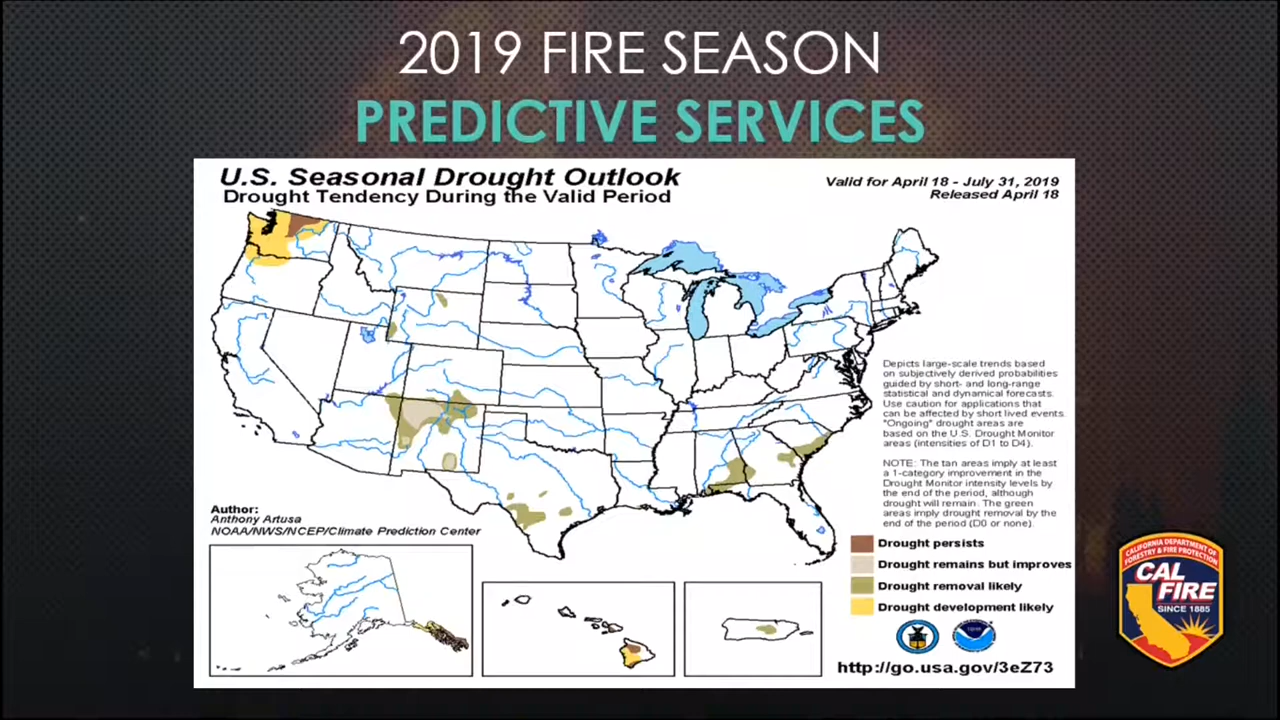 2019 FIRE SEASON
PREDICTIVE SERVICES
U.S. Seasonal Drought Outlook
Drought Tendency During the Valid Period
Valid for April 18 - July 31, 2019
Released April 18
Depicts large-scale trends based
on subjectively derived probabilities
guided by short- and long-range
statistical and dynamical forecasts.
Use caution for applications that
can be affected by short lived events.
"Ongoing" drought areas are
based on the U.S. Drought Monitor
areas (intensities of D1 to D4).
NOTE: The tan areas imply at least
a 1-category improvement in the
Drought Monitor intensity levels by
the end of the period, although
drought will remain. The green
areas imply drought removal by the
end of the period (D0 or none).
Author:
Anthony Artusa
NOAA/NWS/NCEP/Climate Prediction Center
Drought persists
Drought remains but improves
Drought removal likely
Drought development likely
http://go.usa.gov/3eZ73
CALIFORNIA DEPARTMENT OF
FORESTRY & FIRE PROTECTION
CAL
FIRE
SINCE 1885